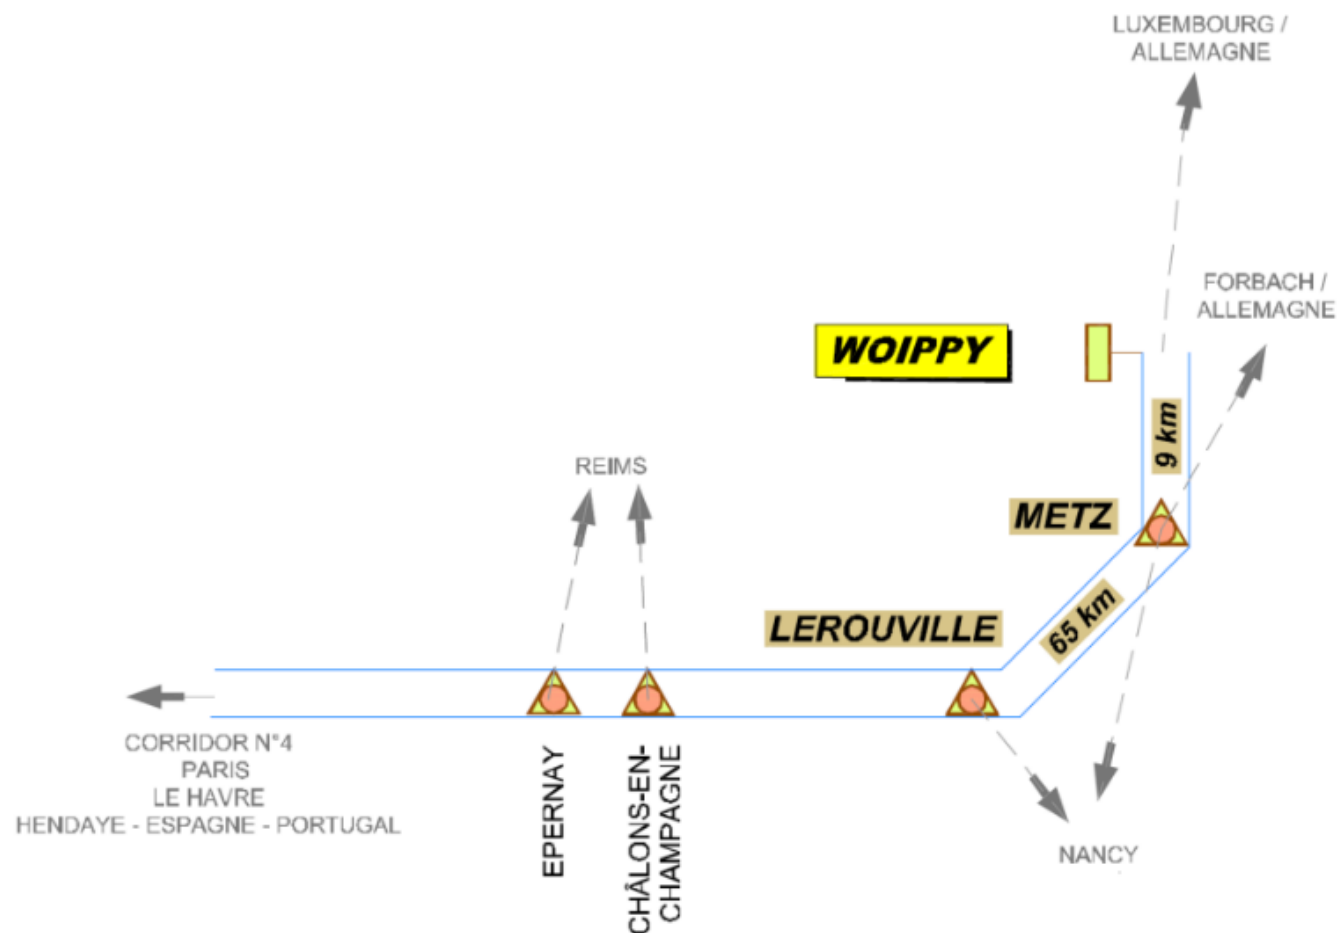 LUXEMBOURG /
ALLEMAGNE
FORBACH /
ALLEMAGNE
WOIPPY
9 km
REIMS
METZ
65 km
LEROUVILLE
CORRIDOR N°4
PARIS
LE HAVRE
HENDAYE - ESPAGNE - PORTUGAL
EPERNAY
CHÂLONS-EN-
CHAMPAGNE
NANCY